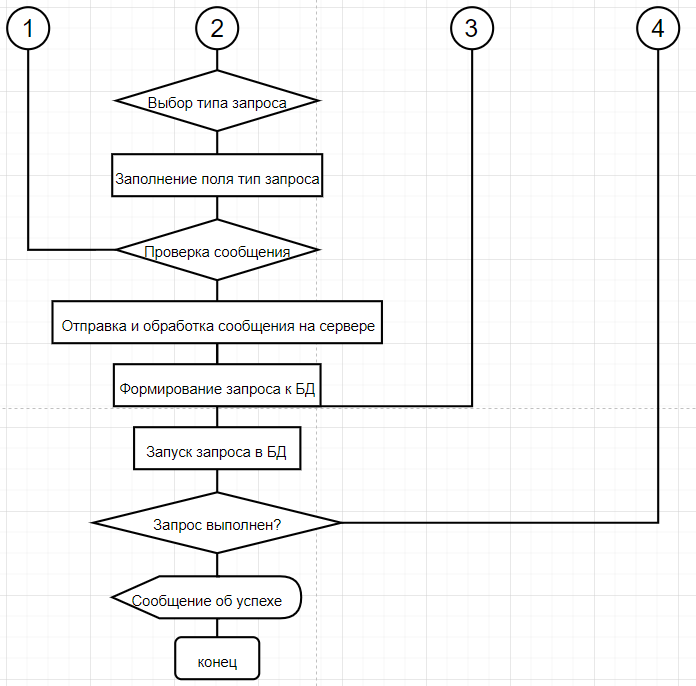 1
2
3
4
Выбор типа запроса
Заполнение поля тип запроса
Проверка сообщения
Отправка и обработка сообщения на сервере
Формирование запроса к БД
Запуск запроса в БД
Запрос выполнен?
Сообщение об успехе
конец